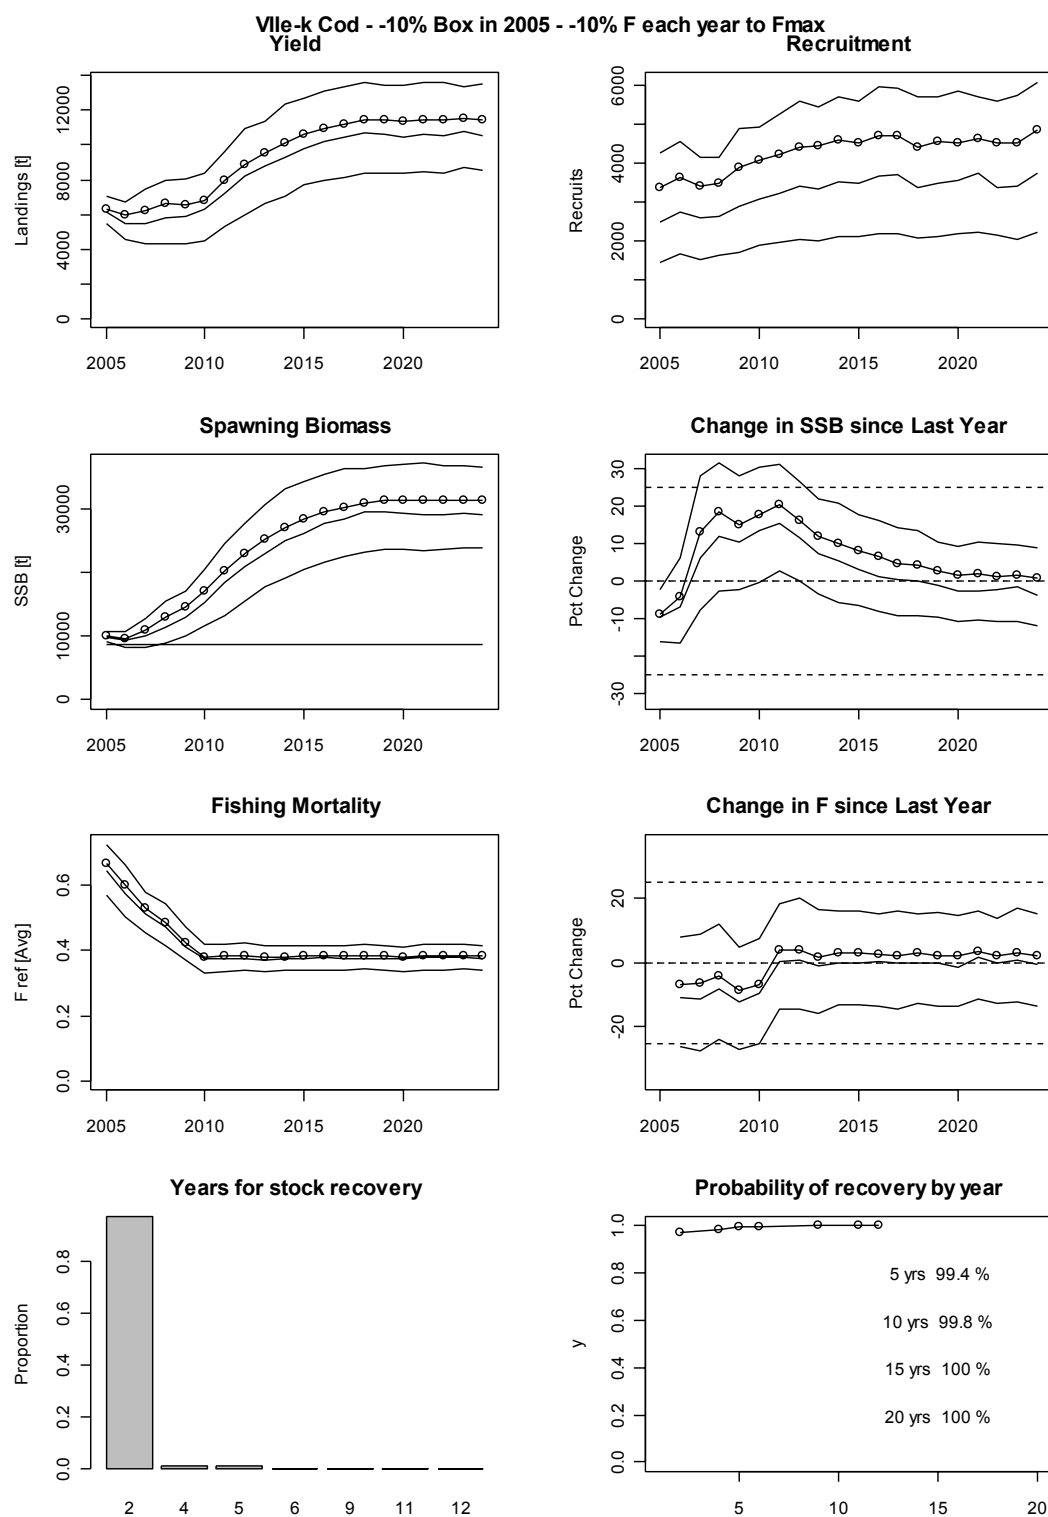 VIIe-k Cod - -10% Box in 2005 - -10% F each year to Fmax
Yield
Landings [t]
0 4000 8000 12000
2005 2010 2015 2020
Recruitment
Recruits
0 2000 4000 6000
2005 2010 2015 2020
Spawning Biomass
SSB [t]
0 10000 30000
2005 2010 2015 2020
Change in SSB since Last Year
Pct Change
-30 -10 0 10 20 30
2005 2010 2015 2020
Fishing Mortality
F ref [Avg]
0.0 0.2 0.4 0.6
2005 2010 2015 2020
Change in F since Last Year
Pct Change
-20 0 20
2005 2010 2015 2020
Years for stock recovery
Proportion
0.0 0.2 0.4 0.6 0.8
2 4 5 6 9 11 12
Probability of recovery by year
y
0.0 0.2 0.4 0.6 0.8 1.0
5 yrs 99.4 %
10 yrs 99.8 %
15 yrs 100 %
20 yrs 100 %
5 10 15 20